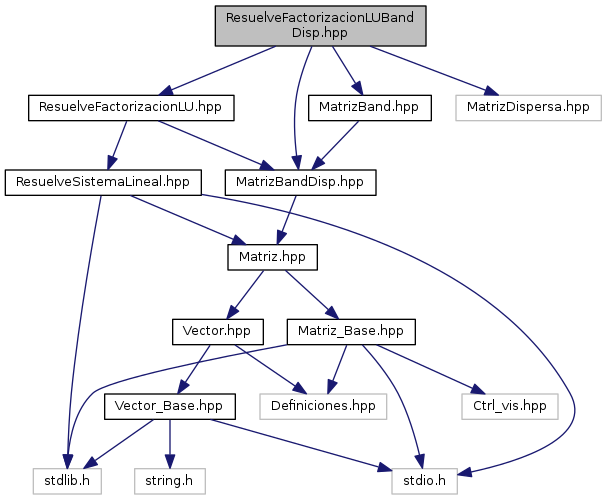 ResuelveFactorizacionLUBand
Disp.hpp
ResuelveFactorizacionLU.hpp
MatrizBand.hpp
MatrizDispersa.hpp
ResuelveSistemaLineal.hpp
MatrizBandDisp.hpp
Matriz.hpp
Vector.hpp
Matriz_Base.hpp
Vector_Base.hpp
Definiciones.hpp
Ctrl_vis.hpp
stdlib.h
string.h
stdio.h